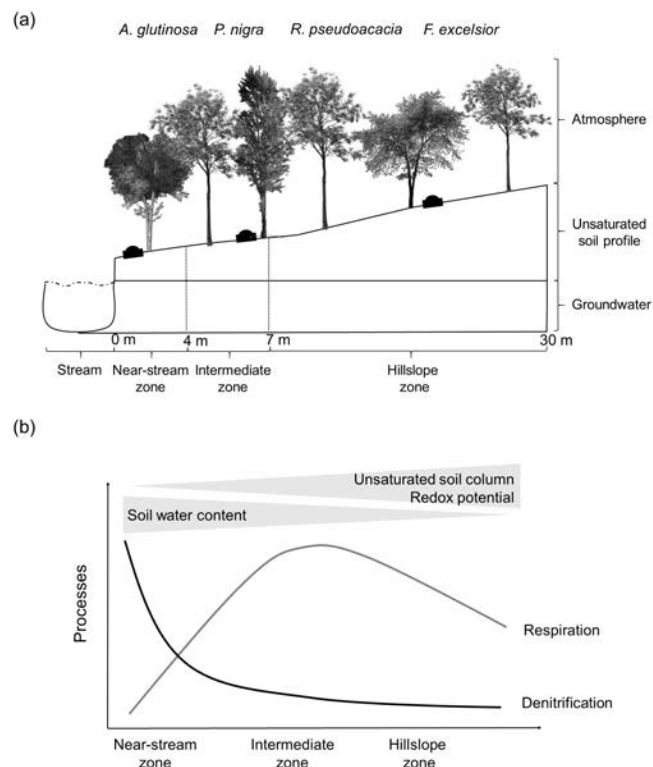 (a)
A. glutinosa P. nigra R. pseudoacacia F. excelsior
Atmosphere
Unsaturated
soil profile
Groundwater
0 m 4 m 7 m 30 m
Stream Near-stream zone Intermediate zone Hillslope zone
(b)
Unsaturated soil column
Redox potential
Soil water content
Processes
Respiration
Denitrification
Near-stream zone Intermediate zone Hillslope zone